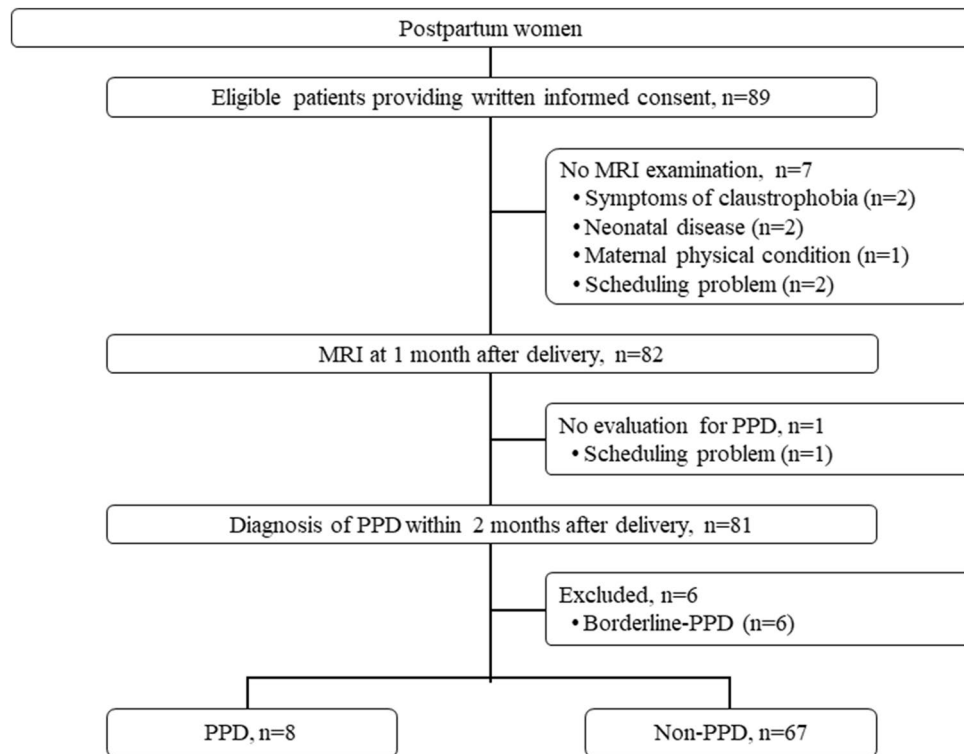 Postpartum women
Eligible patients providing written informed consent, n=89
No MRI examination, n=7
• Symptoms of claustrophobia (n=2)
• Neonatal disease (n=2)
• Maternal physical condition (n=1)
• Scheduling problem (n=2)
MRI at 1 month after delivery, n=82
No evaluation for PPD, n=1
• Scheduling problem (n=1)
Diagnosis of PPD within 2 months after delivery, n=81
Excluded, n=6
• Borderline-PPD (n=6)
PPD, n=8
Non-PPD, n=67